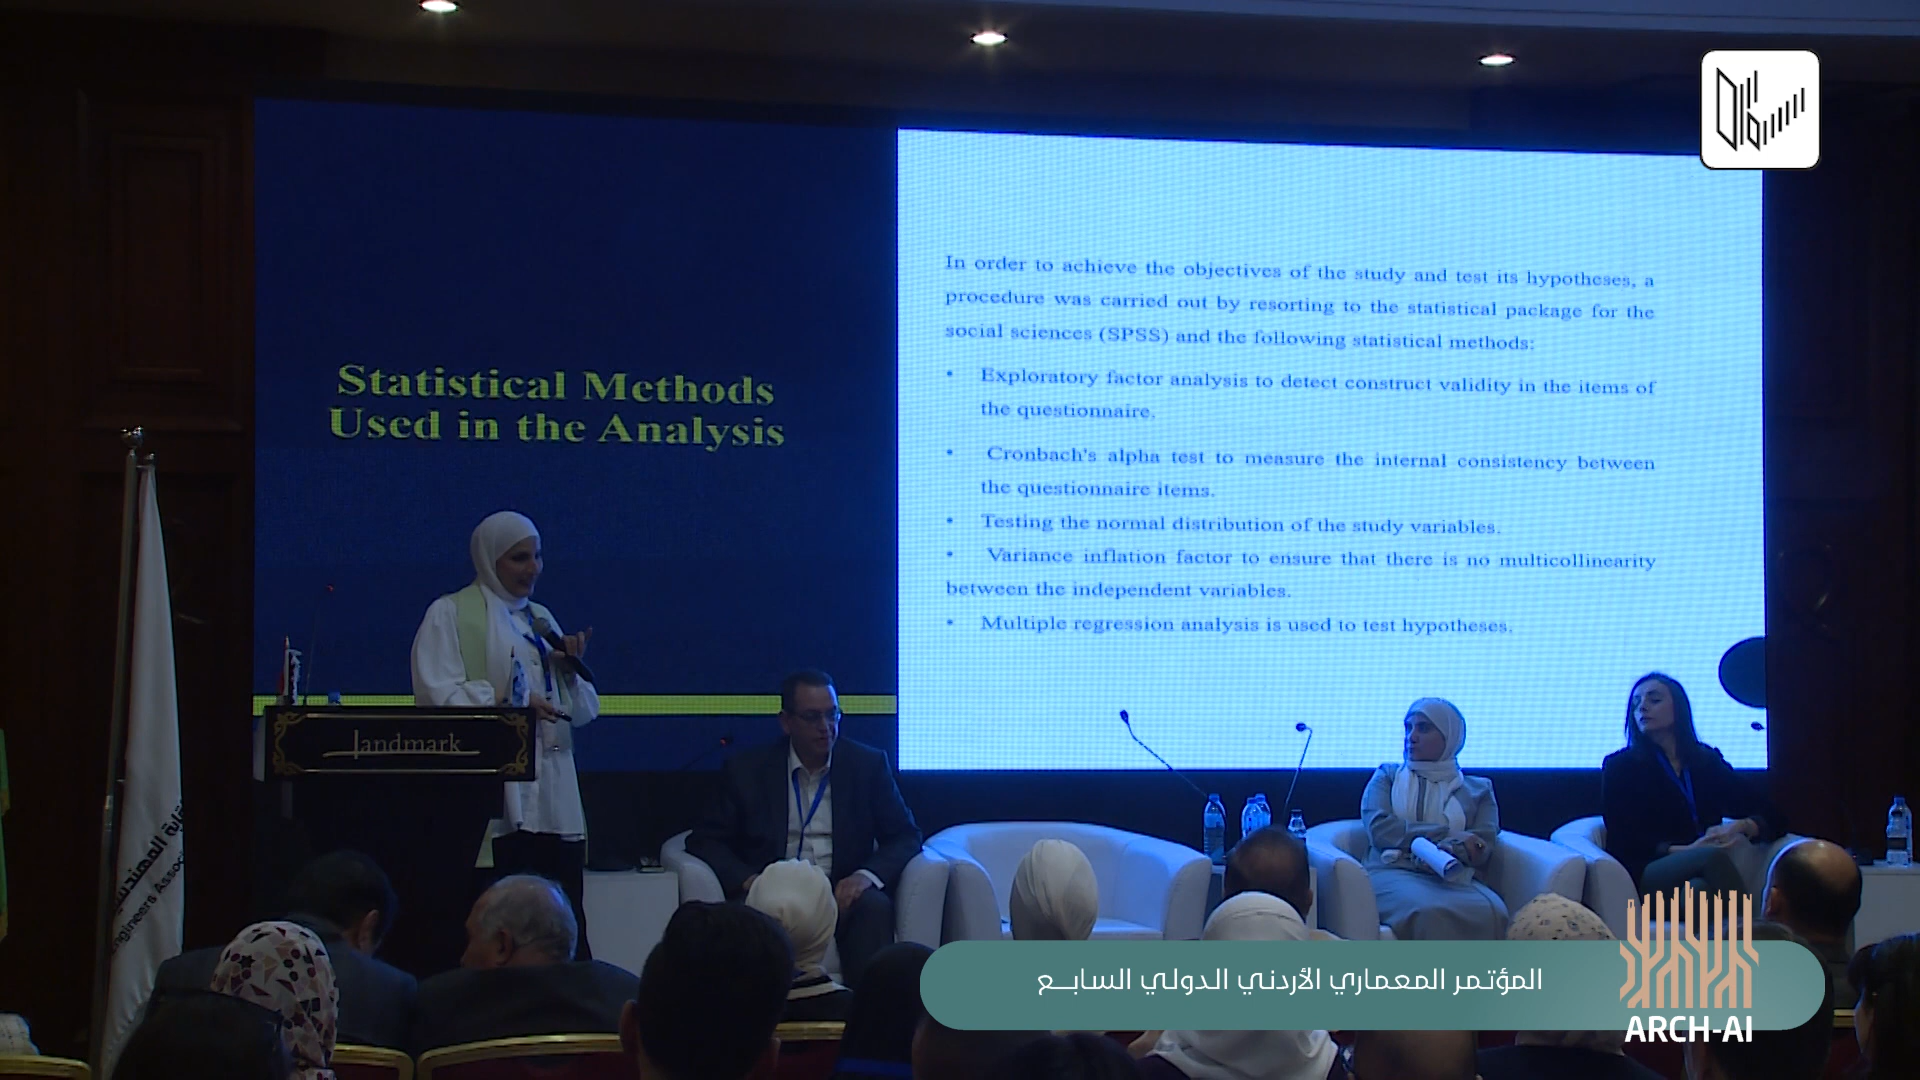 Statistical Methods
Used in the Analysis
In order to achieve the objectives of the study and test its hypotheses, a
procedure was carried out by resorting to the statistical package for the
social sciences (SPSS) and the following statistical methods:
• Exploratory factor analysis to detect construct validity in the items of
the questionnaire.
• Cronbach's alpha test to measure the internal consistency between
the questionnaire items.
• Testing the normal distribution of the study variables.
• Variance inflation factor to ensure that there is no multicollinearity
between the independent variables.
• Multiple regression analysis is used to test hypotheses.
landmark
المؤتمر المعماري الأردني الدولي السابع
ARCH-AI